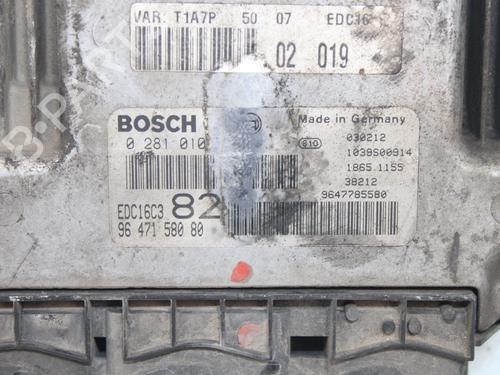 VAR. T1A7P 50 07 EDC16
02 019
BOSCH
Made in Germany
0 281 010
030212
1039S00914
1865.1155
38212
9647785580
EDC16C3 82
96 471 580 80
B-PARTS